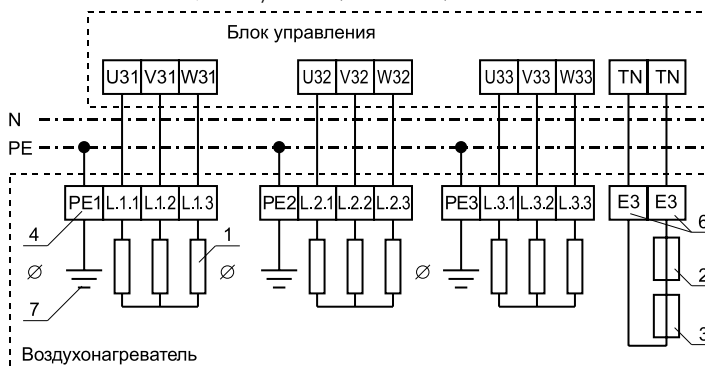 Блок управления
U31 V31 W31 U32 V32 W32 U33 V33 W33 TN TN
N
PE
PE1 L.1.1 L.1.2 L.1.3 PE2 L.2.1 L.2.2 L.2.3 PE3 L.3.1 L.3.2 L.3.3 E3 E3
4 1 6
⌀ ⌀ ⌀ 2
7 3
Воздухонагреватель